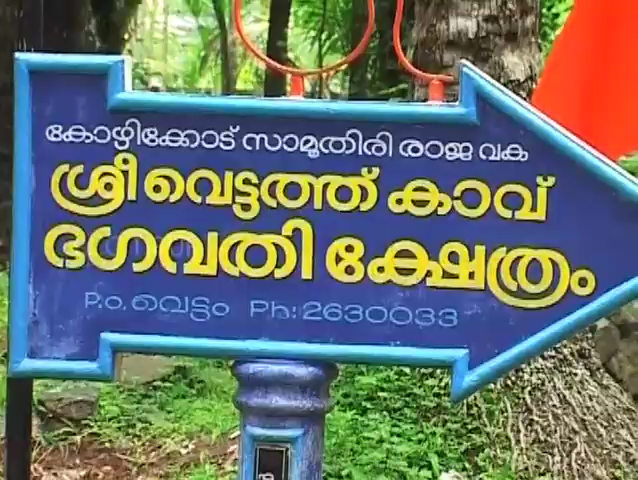 കോഴിക്കോട് സാമൂതിരി രാജ വക
ശ്രീ വെട്ടത്ത് കാവ്
ഭഗവതി ക്ഷേത്രം
P.o. വെട്ടം Ph: 2630033